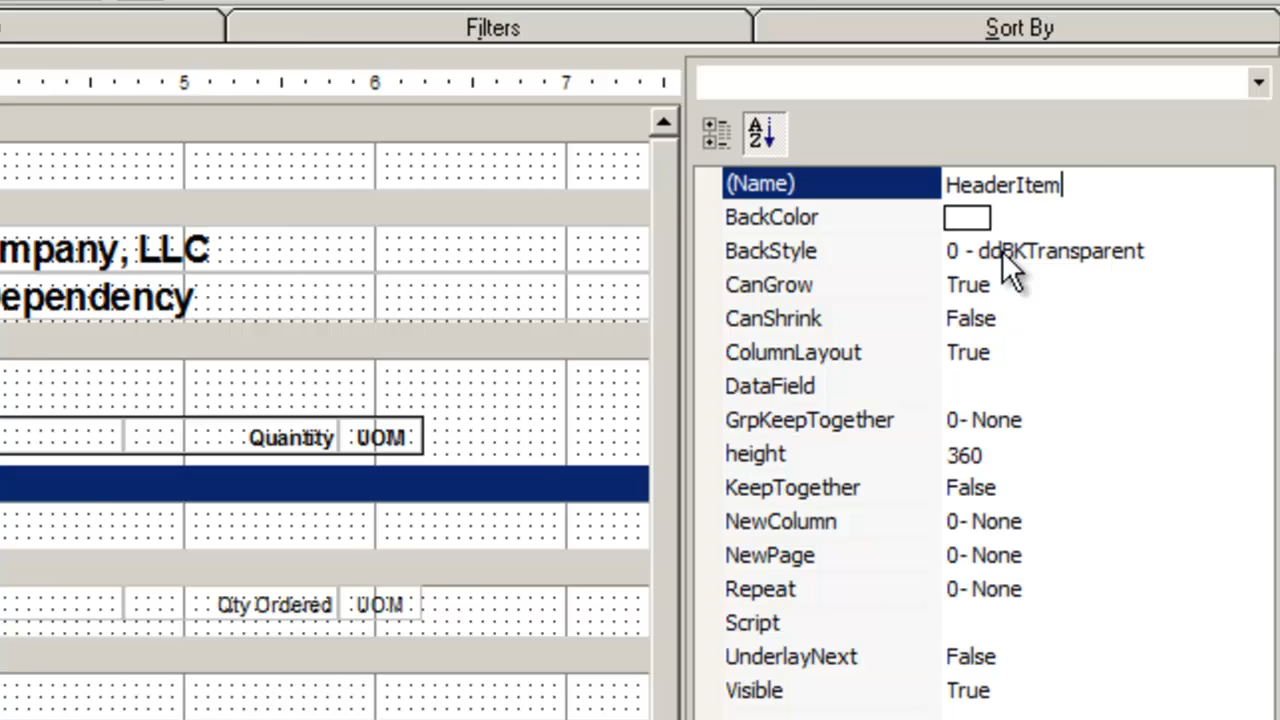 Filters
Sort By
5 6 7
(Name) HeaderItem
BackColor
mpany, LLC
BackStyle 0 - ddBKTransparent
ependency
CanGrow True
CanShrink False
ColumnLayout True
DataField
GrpKeepTogether 0- None
Quantity UOM
height 360
KeepTogether False
NewColumn 0- None
NewPage 0- None
Repeat 0- None
Qty Ordered UOM
Script
UnderlayNext False
Visible True